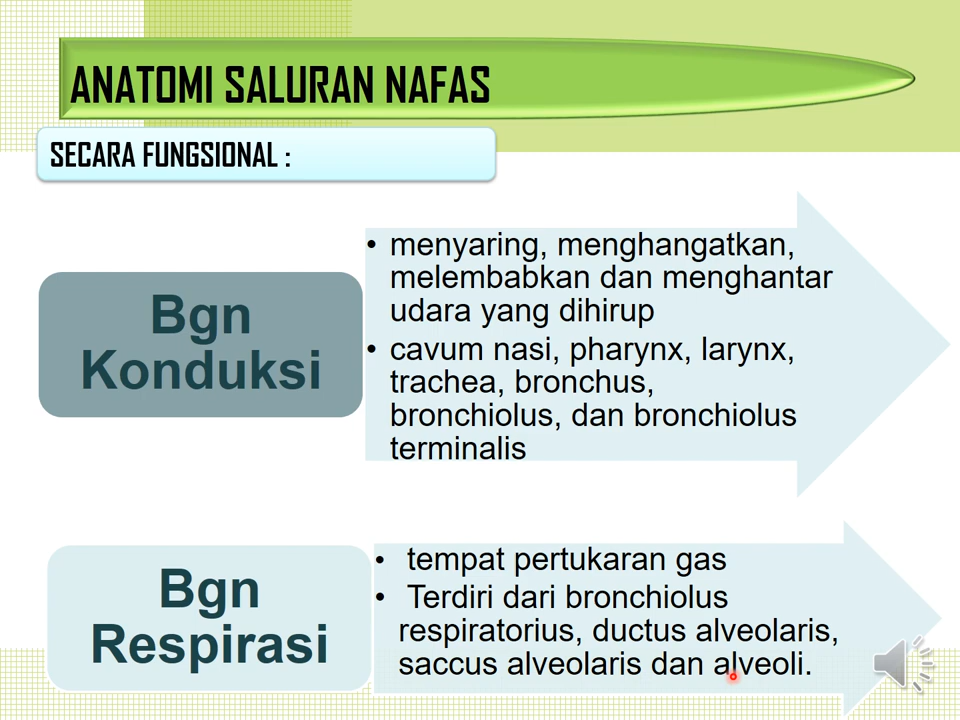 ANATOMI SALURAN NAFAS
SECARA FUNGSIONAL :
Bgn
Konduksi
• menyaring, menghangatkan,
melembabkan dan menghantar
udara yang dihirup
• cavum nasi, pharynx, larynx,
trachea, bronchus,
bronchiolus, dan bronchiolus
terminalis
Bgn
Respirasi
• tempat pertukaran gas
• Terdiri dari bronchiolus
respiratorius, ductus alveolaris,
saccus alveolaris dan alveoli.